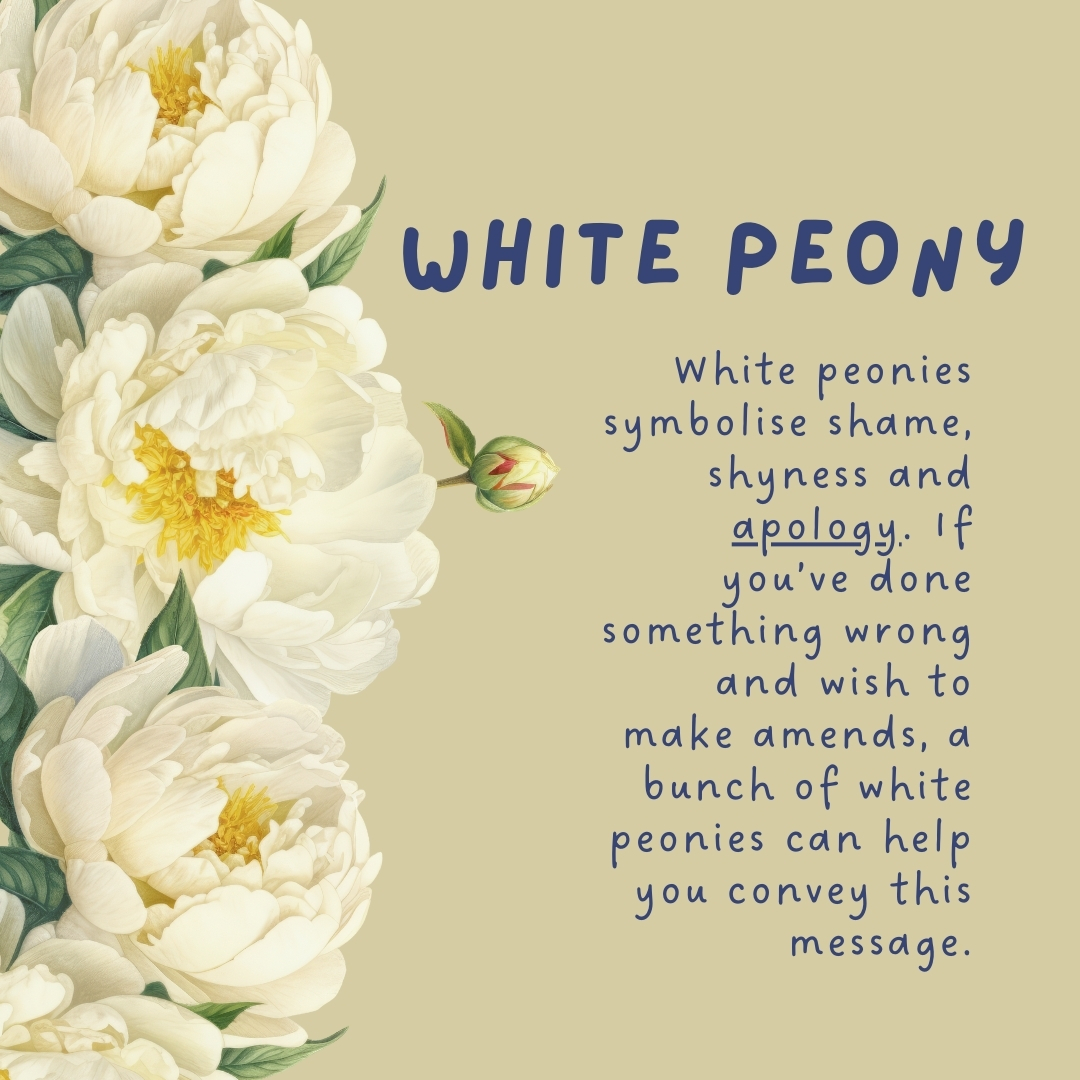 WHITE PEONY
White peonies
symbolise shame,
shyness and
apology. If
you've done
something wrong
and wish to
make amends, a
bunch of white
peonies can help
you convey this
message.